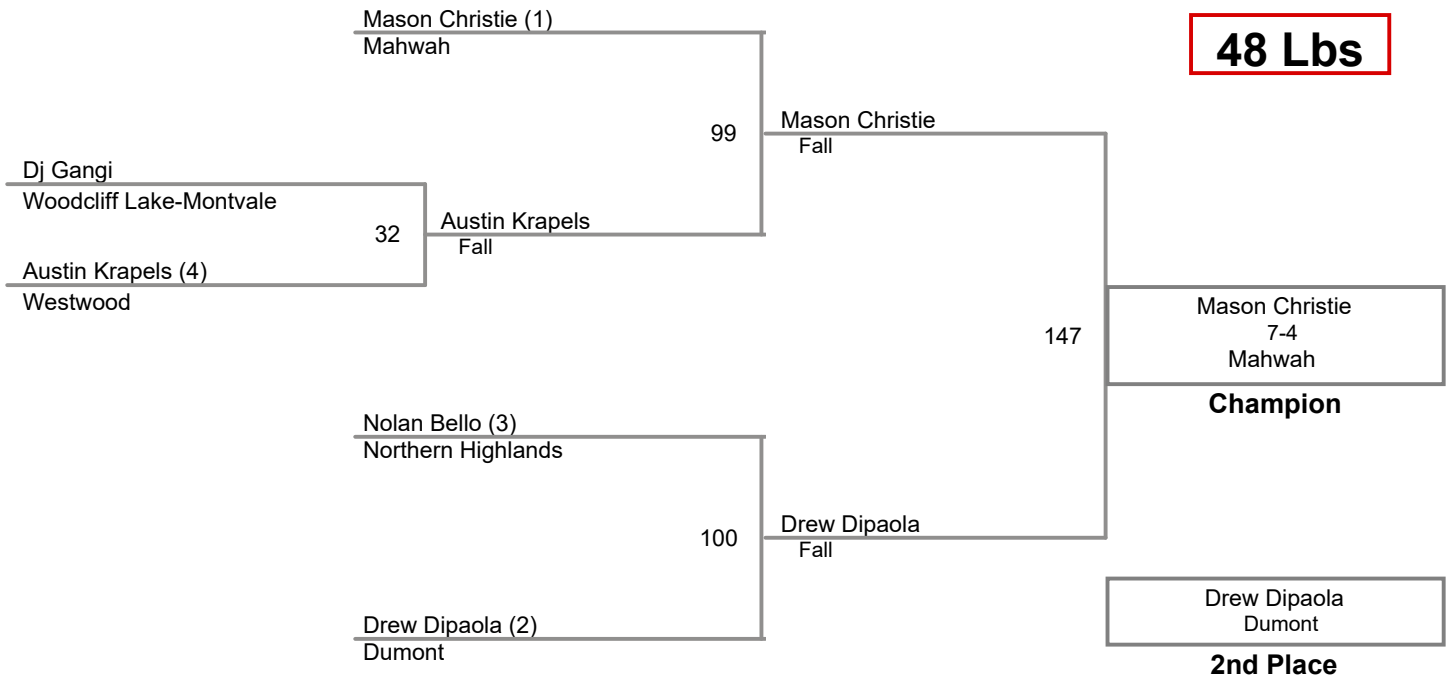 Mason Christie (1)
Mahwah
48 Lbs
99
Mason Christie
Fall
Dj Gangi
Woodcliff Lake-Montvale
32
Austin Krapels
Fall
Austin Krapels (4)
Westwood
147
Mason Christie
7-4
Mahwah
Champion
Nolan Bello (3)
Northern Highlands
100
Drew Dipaola
Fall
Drew Dipaola (2)
Dumont
Drew Dipaola
Dumont
2nd Place